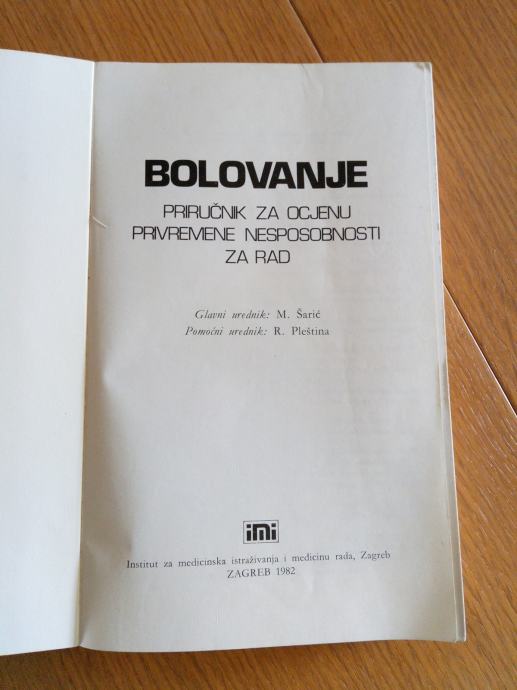 BOLOVANJE
PRIRUČNIK ZA OCJENU
PRIVREMENE NESPOSOBNOSTI
ZA RAD
Glavni urednik: M. Šarić
Pomoćni urednik: R. Pleština
imi
Institut za medicinska istraživanja i medicinu rada, Zagreb
ZAGREB 1982